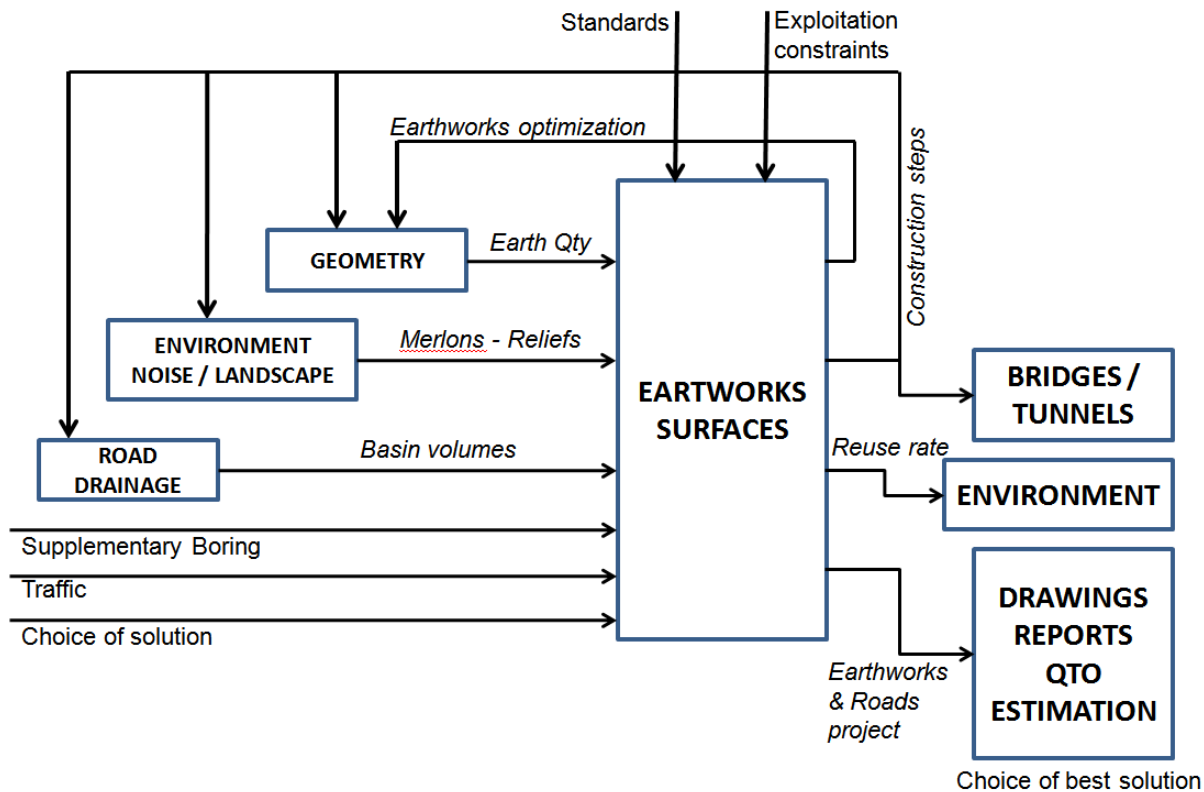 Standards
Exploitation
constraints
Earthworks optimization
Construction steps
GEOMETRY
Earth Qty
ENVIRONMENT
NOISE / LANDSCAPE
Merlons - Reliefs
EARTWORKS
SURFACES
BRIDGES /
TUNNELS
ROAD
DRAINAGE
Basin volumes
Reuse rate
ENVIRONMENT
Supplementary Boring
Traffic
Choice of solution
DRAWINGS
REPORTS
QTO
ESTIMATION
Earthworks
& Roads
project
Choice of best solution